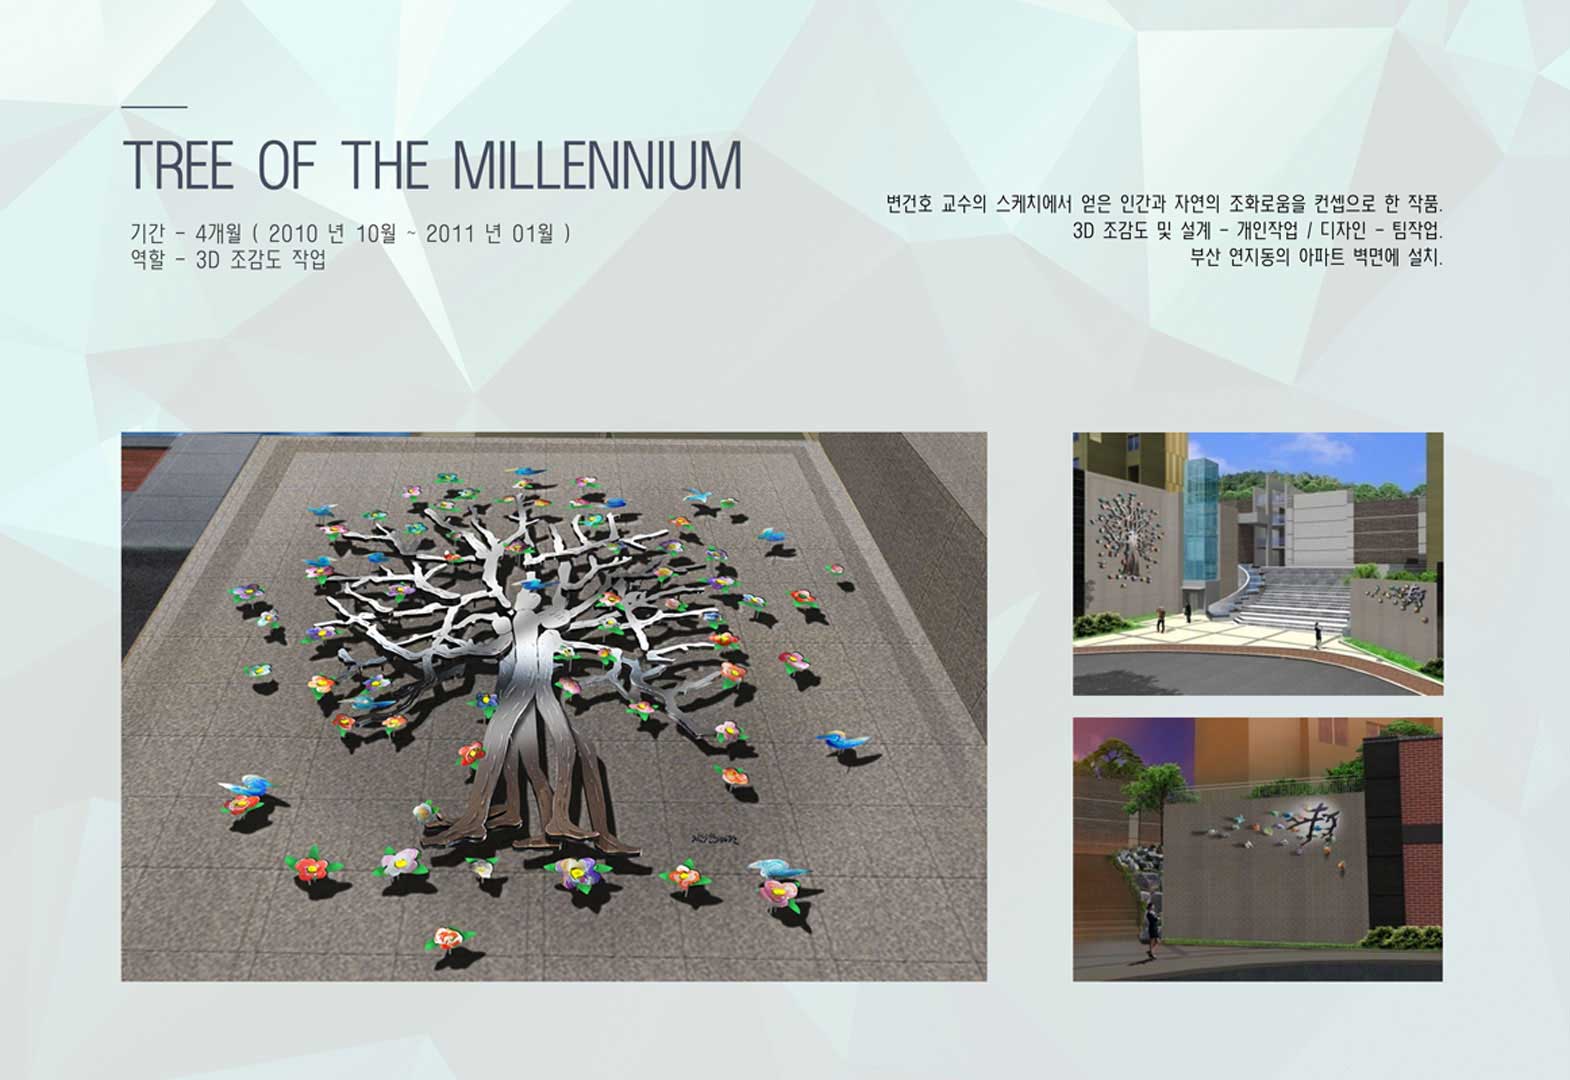 TREE OF THE MILLENNIUM
기간 - 4개월 ( 2010 년 10월 ~ 2011 년 01월 )
역할 - 3D 조감도 작업
변건호 교수의 스케치에서 얻은 인간과 자연의 조화로움을 컨셉으로 한 작품.
3D 조감도 및 설계 - 개인작업 / 디자인 - 팀작업.
부산 연지동의 아파트 벽면에 설치.